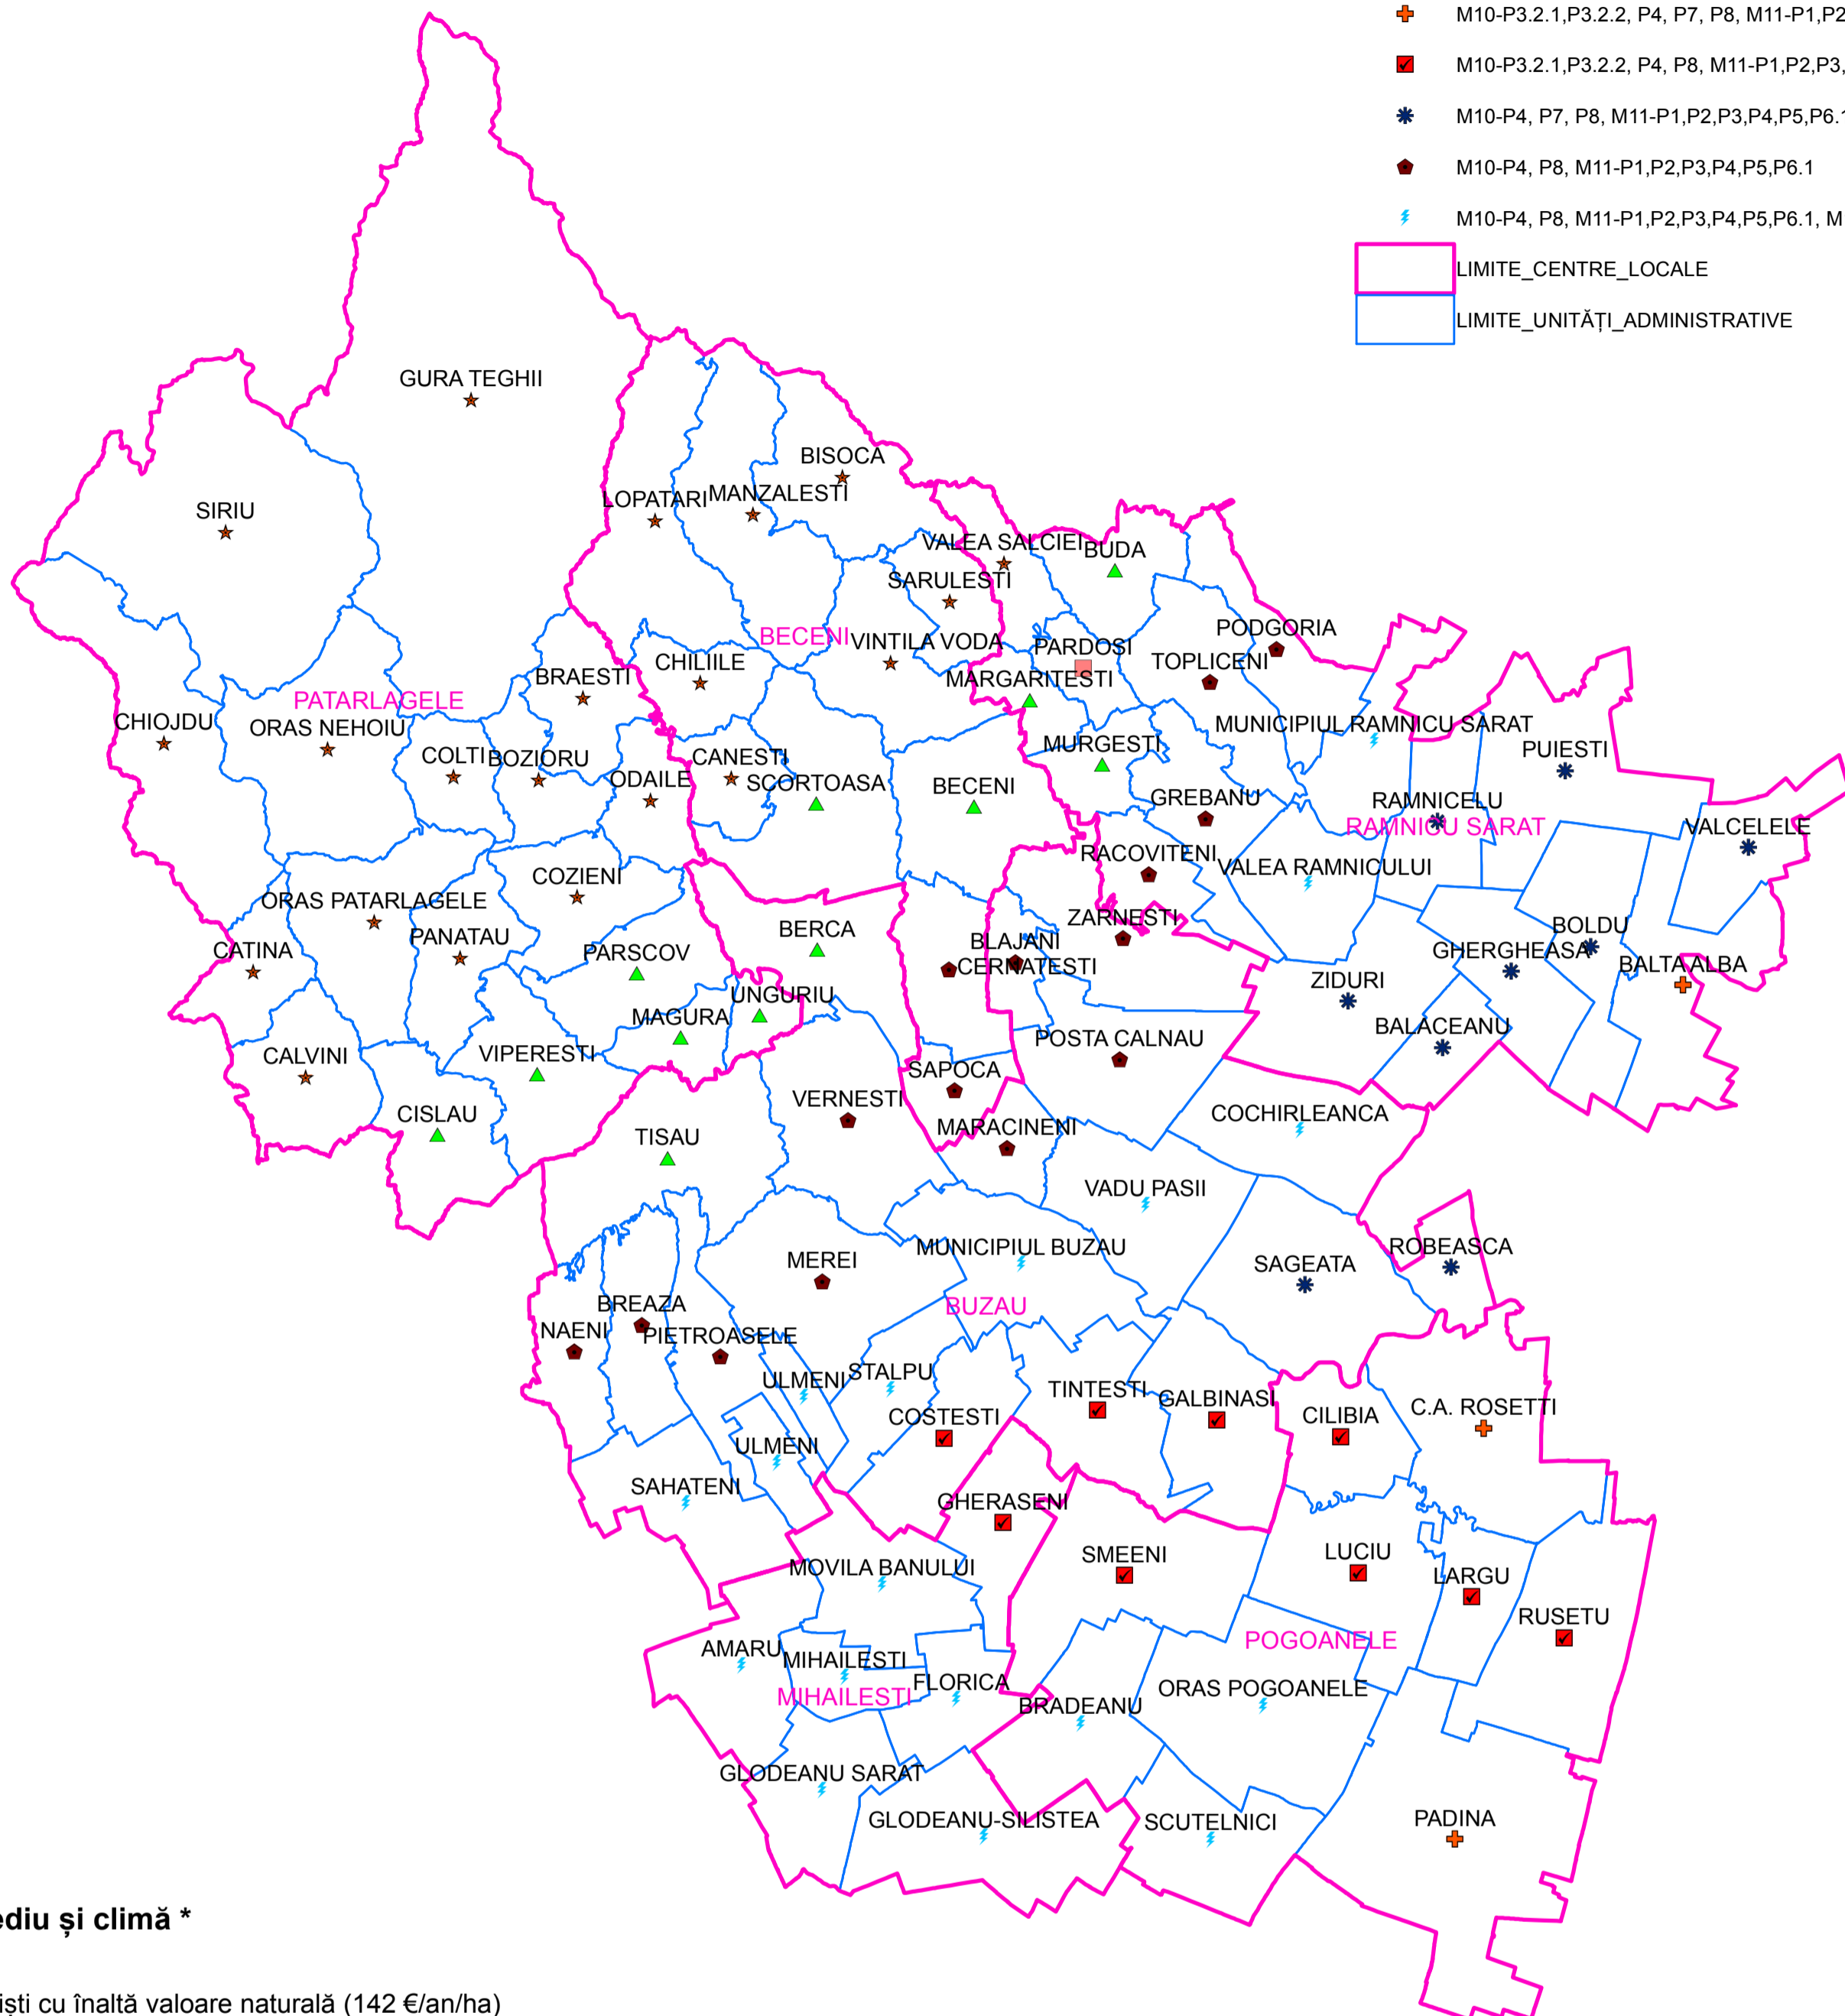 M10-P3.2.1,P3.2.2, P4, P7, P8, M11-P1,P2
M10-P3.2.1,P3.2.2, P4, P8, M11-P1,P2,P3,
M10-P4, P7, P8, M11-P1,P2,P3,P4,P5,P6.1
M10-P4, P8, M11-P1,P2,P3,P4,P5,P6.1
M10-P4, P8, M11-P1,P2,P3,P4,P5,P6.1, M
LIMITE_CENTRE_LOCALE
LIMITE_UNITĂȚI_ADMINISTRATIVE
GURA TEGHII
BISOCA
LOPATARI
MANZALESTI
SIRIU
VALEA SALCIEI
BUDA
SARULESTI
PODGORIA
BECENI
VINTILA VODA
PARDOSI
CHILIILE
TOPLICENI
BRAESTI
MARGARITESTI
PATARLAGELE
CHIOJDU
ORAS NEHOIU
MUNICIPIUL RAMNICU SARAT
MURGESTI
PUIESTI
COLTI
BOZIORU
CANESTI
ODAILE
SCORTOASA
BECENI
GREBANU
RAMNICELU
RAMNICU SARAT
VALCELELE
RACOVITENI
VALEA RAMNICULUI
COZIENI
ORAS PATARLAGELE
ZARNESTI
BERCA
BOLDU
PANATAU
BLAJANI
CATINA
PARSCOV
GHERGHEASA
CERNATESTI
BALTA ALBA
ZIDURI
UNGURIU
MAGURA
BALACEANU
POSTA CALNAU
CALVINI
VIPERESTI
SAPOCA
VERNESTI
CISLAU
COCHIRLEANCA
MARACINENI
TISAU
VADU PASII
MUNICIPIUL BUZAU
ROBEASCA
MEREI
SAGEATA
BREAZA
BUZAU
NAENI
PIETROASELE
STALPU
ULMENI
TINTESTI
GALBINASI
C.A. ROSETTI
COSTESTI
CILIBIA
ULMENI
SAHATENI
GHERASENI
SMEENI
LUCIU
MOVILA BANULUI
LARGU
RUSETU
POGOANELE
AMARU
MIHAILESTI
FLORICA
ORAS POGOANELE
MIHAILESTI
BRADEANU
GLODEANU SARAT
PADINA
GLODEANU-SILISTEA
SCUTELNICI
ediu și climă *
iști cu înaltă valoare naturală (142 €/an/ha)